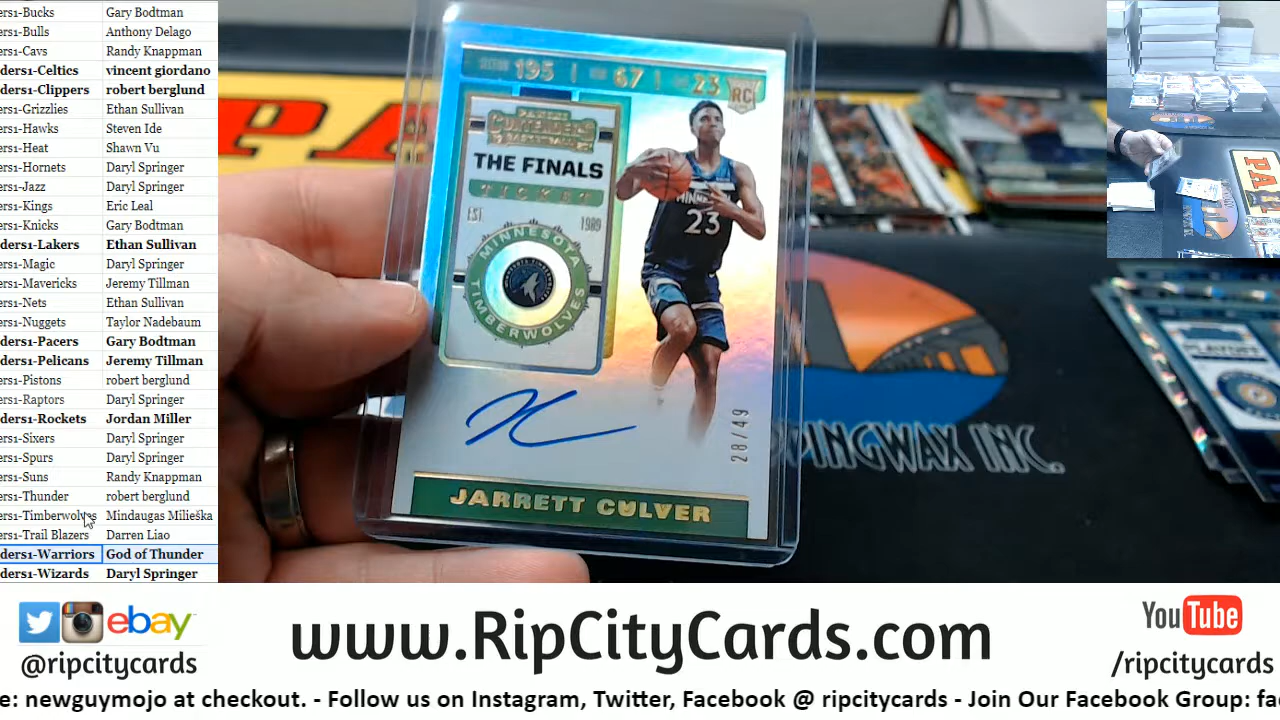 ers1-Bucks Gary Bodtman
ers1-Bulls Anthony Delago
ers1-Cavs Randy Knappman
ders1-Celtics vincent giordano
ders1-Clippers robert berglund
ers1-Grizzlies Ethan Sullivan
ers1-Hawks Steven Ide
ers1-Heat Shawn Vu
ers1-Hornets Daryl Springer
ers1-Jazz Daryl Springer
ers1-Kings Eric Leal
ers1-Knicks Gary Bodtman
ders1-Lakers Ethan Sullivan
ers1-Magic Daryl Springer
ers1-Mavericks Jeremy Tillman
ers1-Nets Ethan Sullivan
ers1-Nuggets Taylor Nadebaum
ders1-Pacers Gary Bodtman
ders1-Pelicans Jeremy Tillman
ers1-Pistons robert berglund
ers1-Raptors Daryl Springer
ders1-Rockets Jordan Miller
ers1-Sixers Daryl Springer
ers1-Spurs Daryl Springer
ers1-Suns Randy Knappman
ers1-Thunder robert berglund
ers1-Timberwolves Mindaugas Milieška
ers1-Trail Blazers Darren Liao
ders1-Warriors God of Thunder
ders1-Wizards Daryl Springer
195 | 67 | 23 RC
PANINI
CONTENDERS
THE FINALS
TICKET
EST 1989
MINNESOTA
TIMBERWOLVES
MINNE
23
28/49
JARRETT CULVER
PLAYOFF
PA
PPINGWAX INC.
PA
ebay
@ripcitycards
www.RipCityCards.com
YouTube
/ripcitycards
e: newguymojo at checkout. - Follow us on Instagram, Twitter, Facebook @ ripcitycards - Join Our Facebook Group: fa